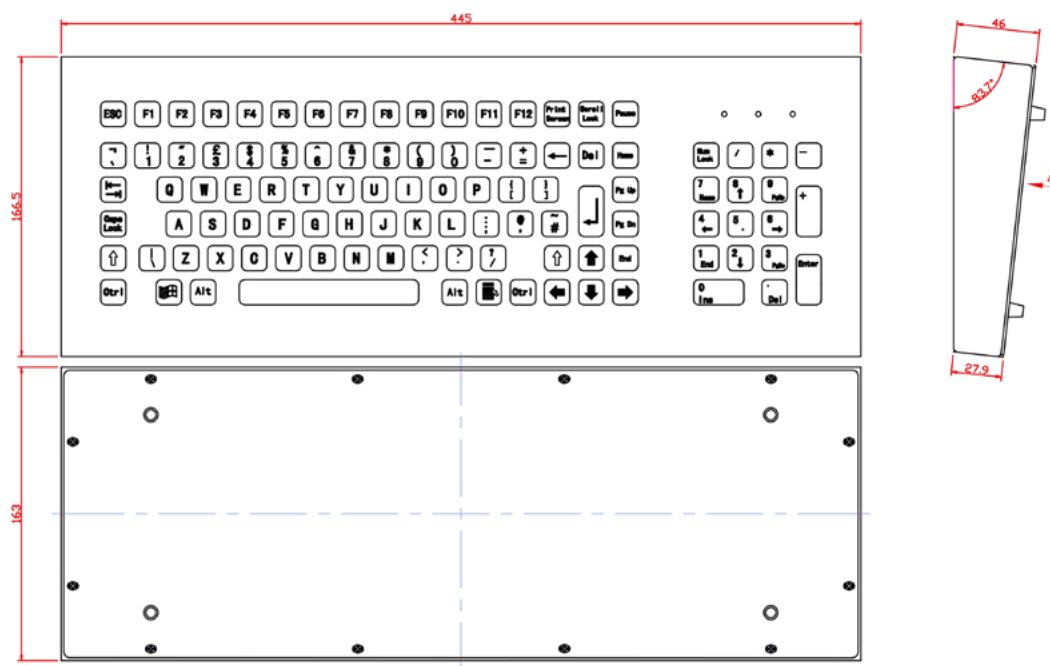 445
46
83.7°
166.5
ESC F1 F2 F3 F4 F5 F6 F7 F8 F9 F10 F11 F12 Print Screen Scroll Lock Pause
¬ ! " £ $ % ^ & * ( ) — +
\ 1 2 3 4 5 6 7 8 9 0 - = ← Del Home
Num Lock / * −
Q W E R T Y U I O P { [ } ] Pg Up
7 Home 8 ↑ 9 PgUp +
Caps Lock A S D F G H J K L : ; @ ' ~ # Pg Dn
4 ← 5 . 6 →
⇧ | \ Z X C V B N M < , > . ? / ⇧ End
1 End 2 ↓ 3 PgDn Enter
Ctrl Alt Alt Ctrl
0 Ins . Del
27.9
163